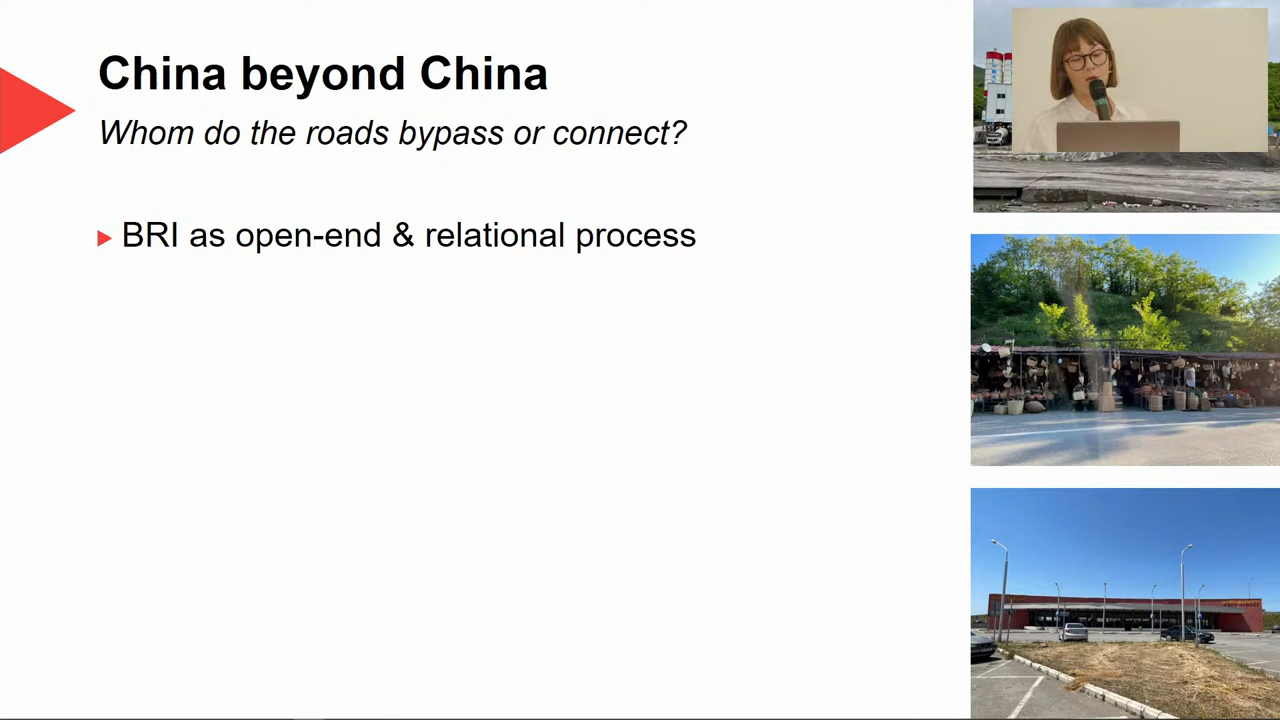 China beyond China
Whom do the roads bypass or connect?
BRI as open-end & relational process